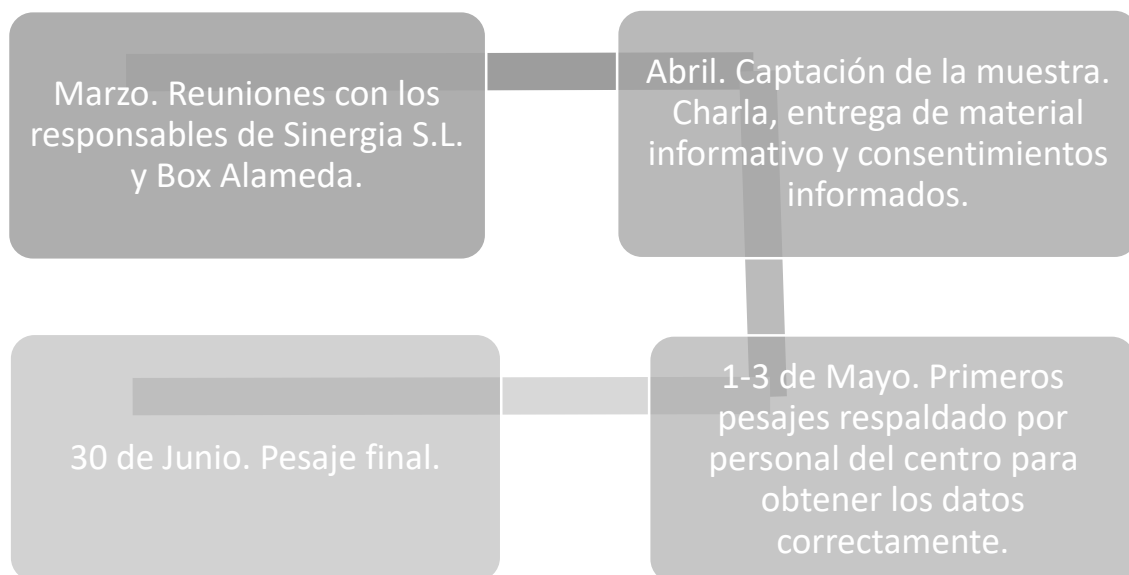 Marzo. Reuniones con los
responsables de Sinergia S.L.
y Box Alameda.
Abril. Captación de la muestra.
Charla, entrega de material
informativo y consentimientos
informados.
1-3 de Mayo. Primeros
pesajes respaldado por
personal del centro para
obtener los datos
correctamente.
30 de Junio. Pesaje final.